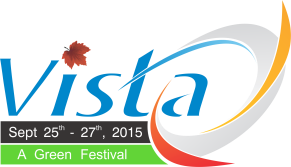 Vista
Sept 25th - 27th, 2015
A Green Festival